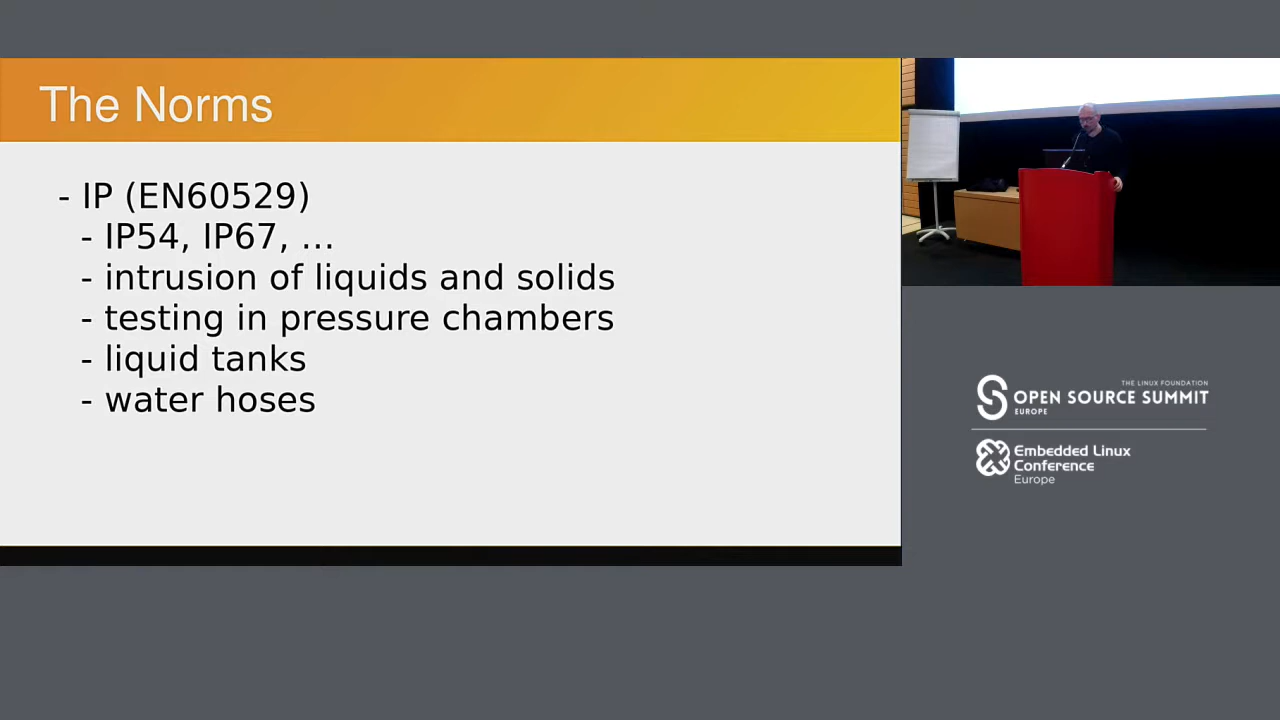 The Norms
- IP (EN60529)
- IP54, IP67, ...
- intrusion of liquids and solids
- testing in pressure chambers
- liquid tanks
- water hoses
THE LINUX FOUNDATION
OPEN SOURCE SUMMIT
EUROPE
Embedded Linux
Conference
Europe